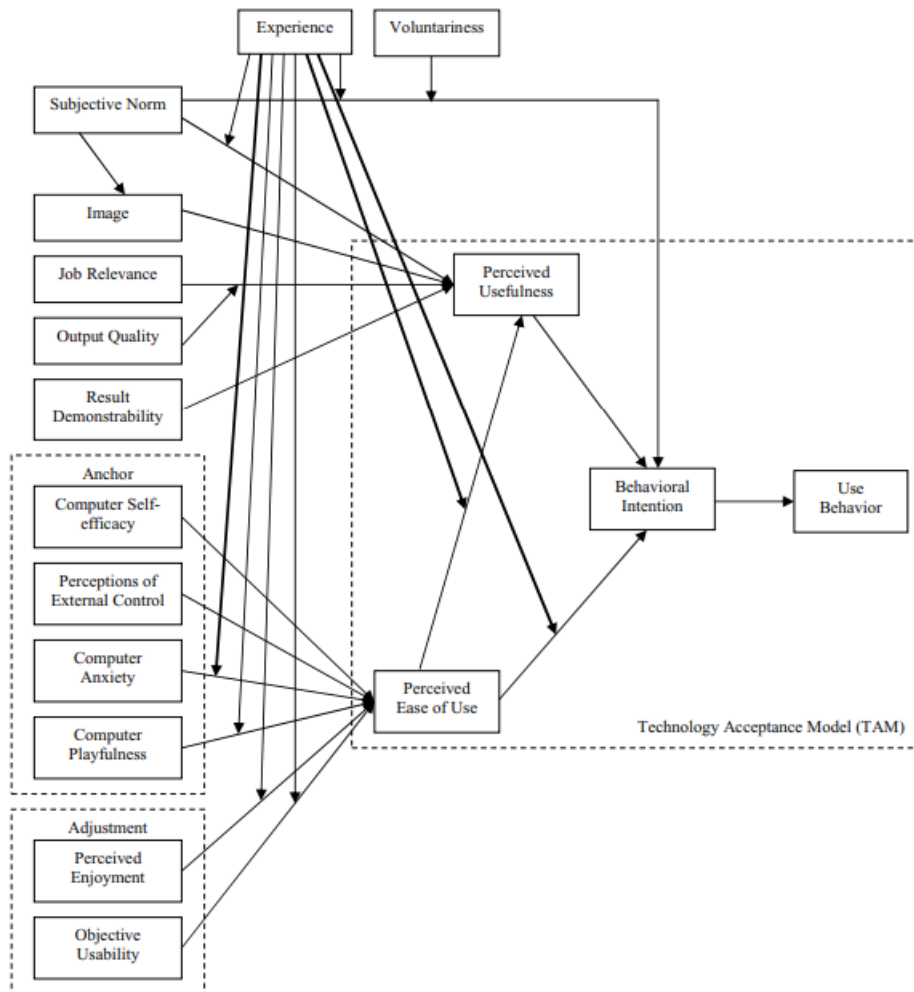 Experience
Voluntariness
Subjective Norm
Image
Job Relevance
Output Quality
Result
Demonstrability
Perceived
Usefulness
Anchor
Computer Self-
efficacy
Perceptions of
External Control
Computer
Anxiety
Computer
Playfulness
Behavioral
Intention
Use
Behavior
Perceived
Ease of Use
Technology Acceptance Model (TAM)
Adjustment
Perceived
Enjoyment
Objective
Usability